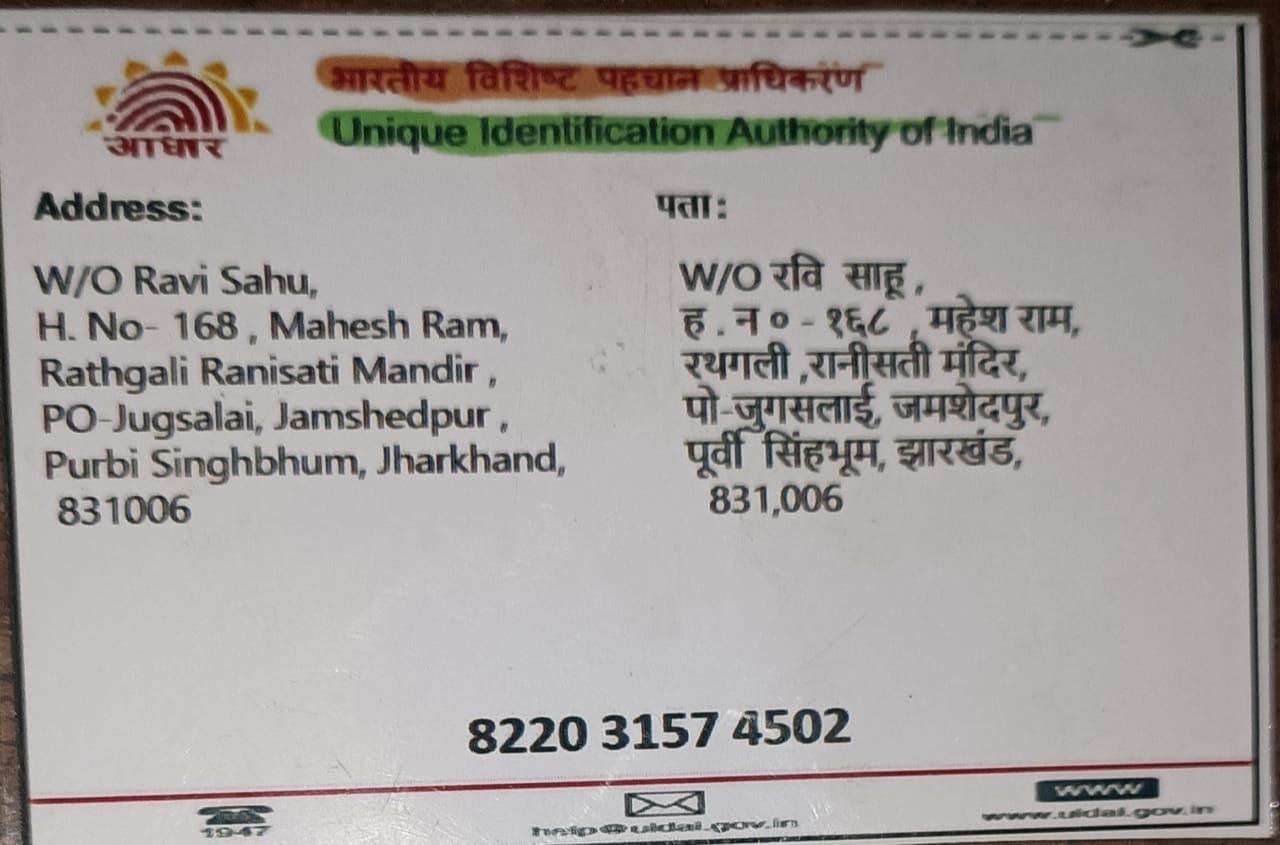 आधार
भारतीय विशिष्ट पहचान प्राधिकरण
Unique Identification Authority of India
Address:
W/O Ravi Sahu,
H. No- 168 , Mahesh Ram,
Rathgali Ranisati Mandir ,
PO-Jugsalai, Jamshedpur ,
Purbi Singhbhum, Jharkhand,
831006
पता :
W/O रवि साहू ,
ह . न ० - १६८ , महेश राम,
रथगली ,रानीसती मंदिर,
पो-जुगसलाई, जमशेदपुर,
पूर्वी सिंहभूम, झारखंड,
831,006
8220 3157 4502
1947
help@uidai.gov.in
www
www.uidai.gov.in